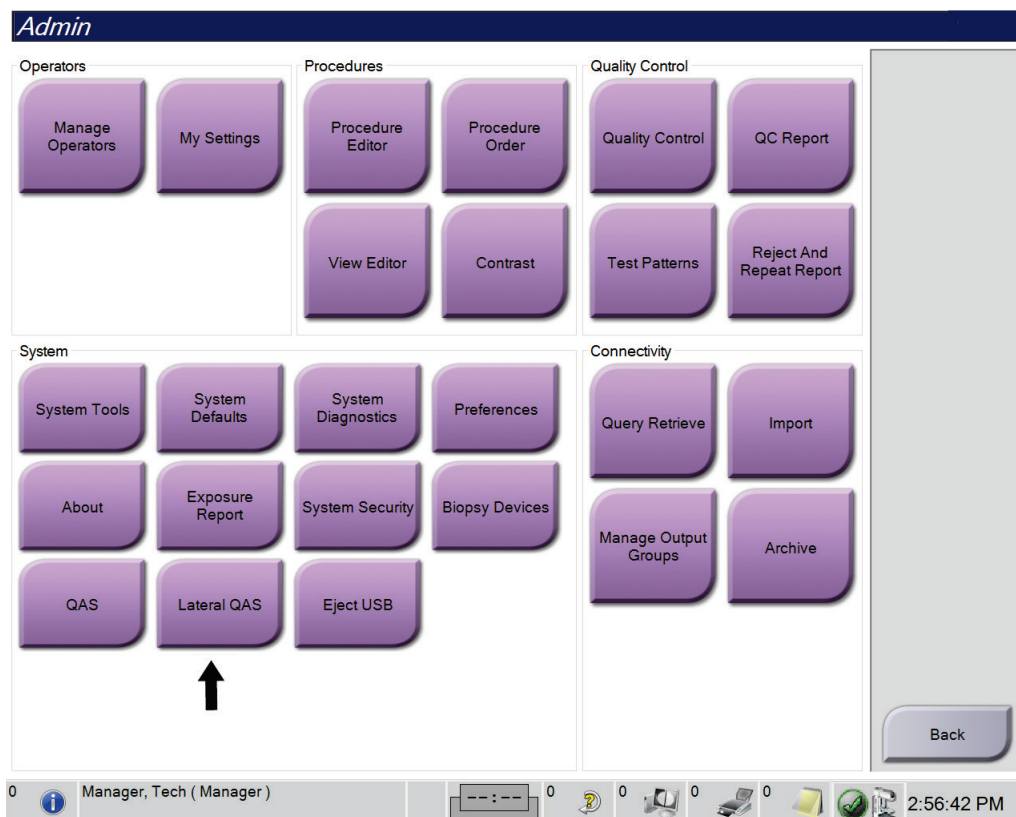 Admin
Operators
Manage
Operators
My Settings
Procedures
Procedure
Editor
Procedure
Order
View Editor
Contrast
Quality Control
Quality Control
QC Report
Test Patterns
Reject And
Repeat Report
System
System Tools
System
Defaults
System
Diagnostics
Preferences
About
Exposure
Report
System Security
Biopsy Devices
QAS
Lateral QAS
Eject USB
Connectivity
Query Retrieve
Import
Manage Output
Groups
Archive
Back
0
Manager, Tech ( Manager )
--:--
0
0
0
0
2:56:42 PM